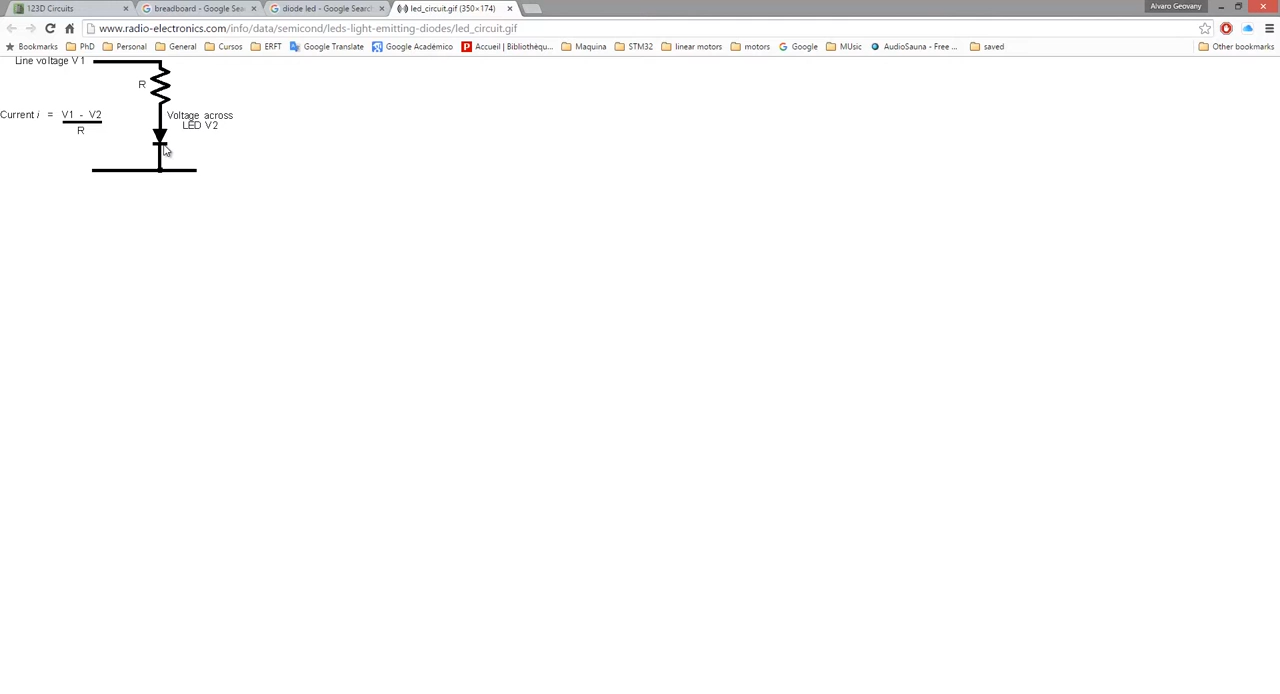 123D Circuits
breadboard - Google Sea
diode led - Google Search
led_circuit.gif (350×174)
Alvaro Geovany
www.radio-electronics.com/info/data/semicond/leds-light-emitting-diodes/led_circuit.gif
Bookmarks
PhD
Personal
General
Cursos
ERFT
Google Translate
Google Académico
Accueil | Bibliothèqu...
Maquina
STM32
linear motors
motors
Google
MUsic
AudioSauna - Free ...
saved
Other bookmarks
Line voltage V1
R
Current i = V1 - V2
R
Voltage across
LED V2